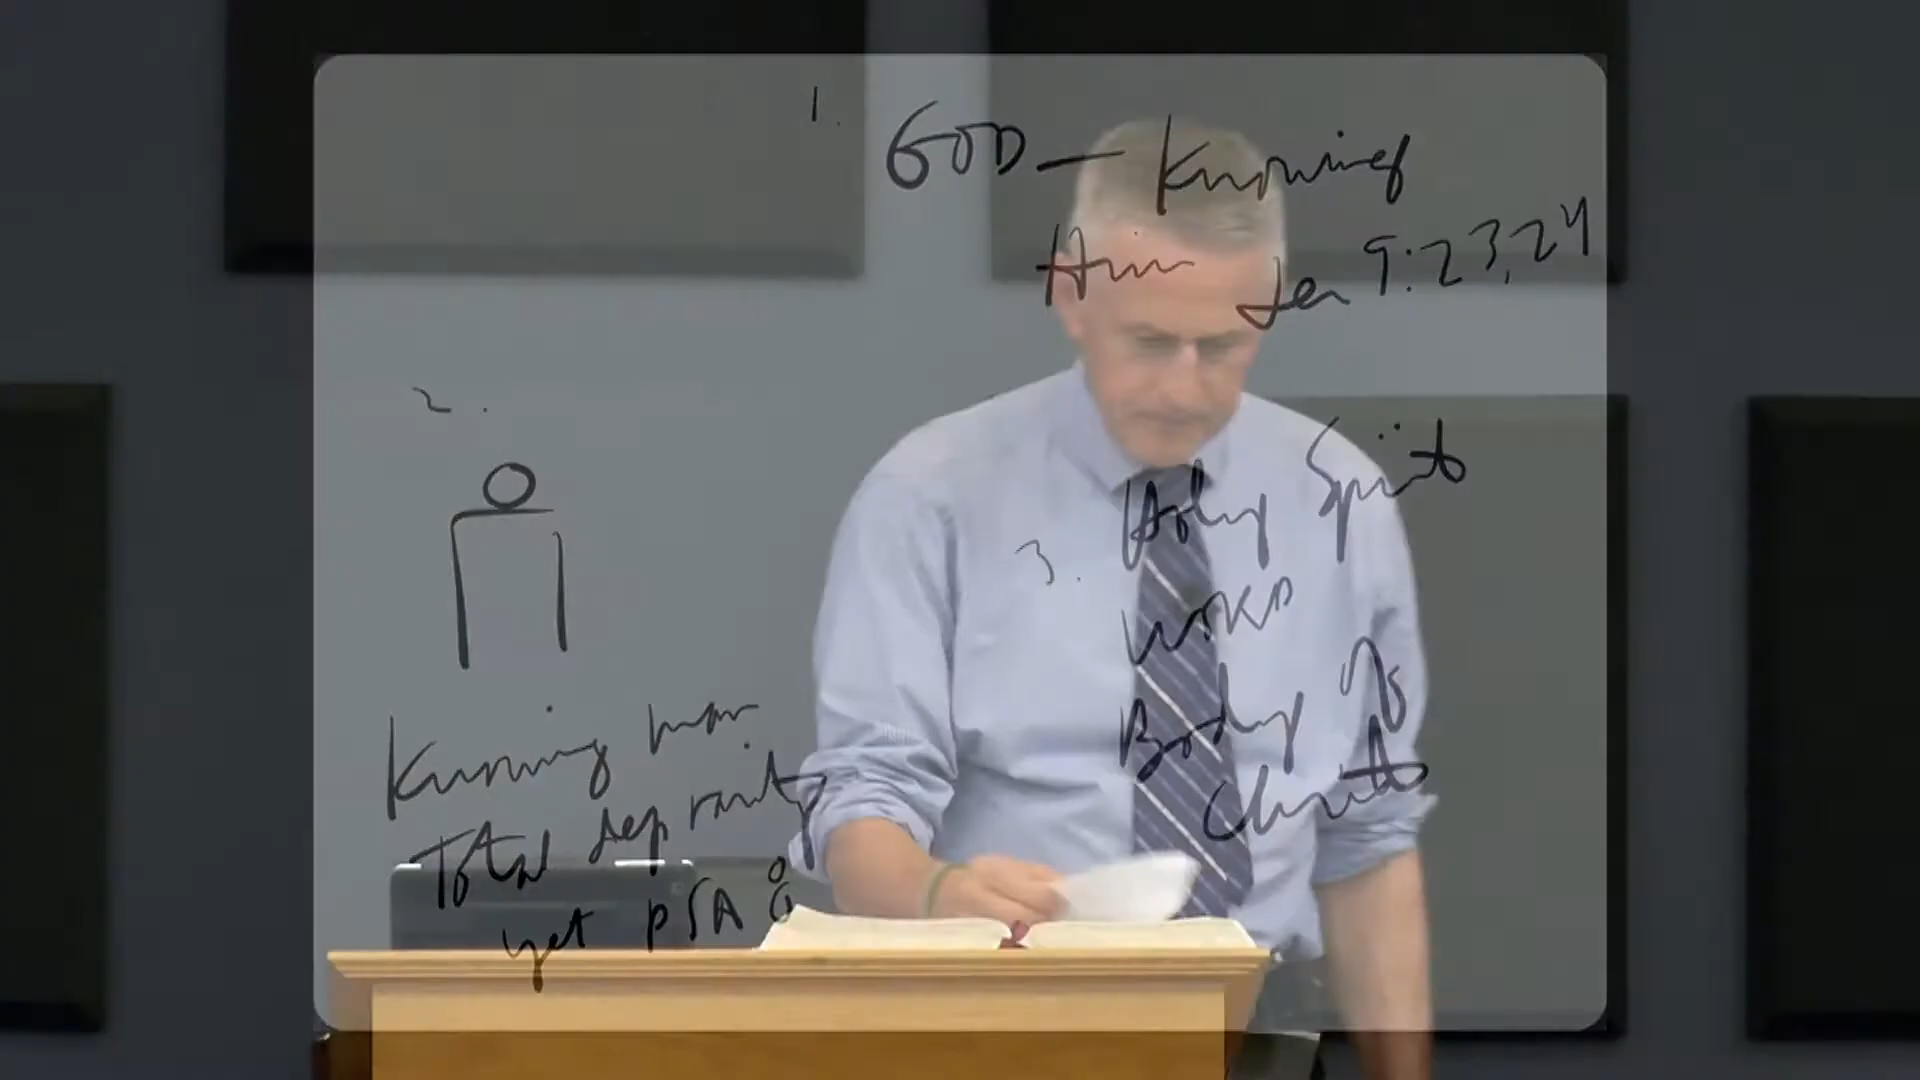 1. GOD — Knowing
Him Jer 9:23,24
2.
Knowing man
Total depravity
yet PSA 8
3. Holy Spirit
works
Body of
Christ